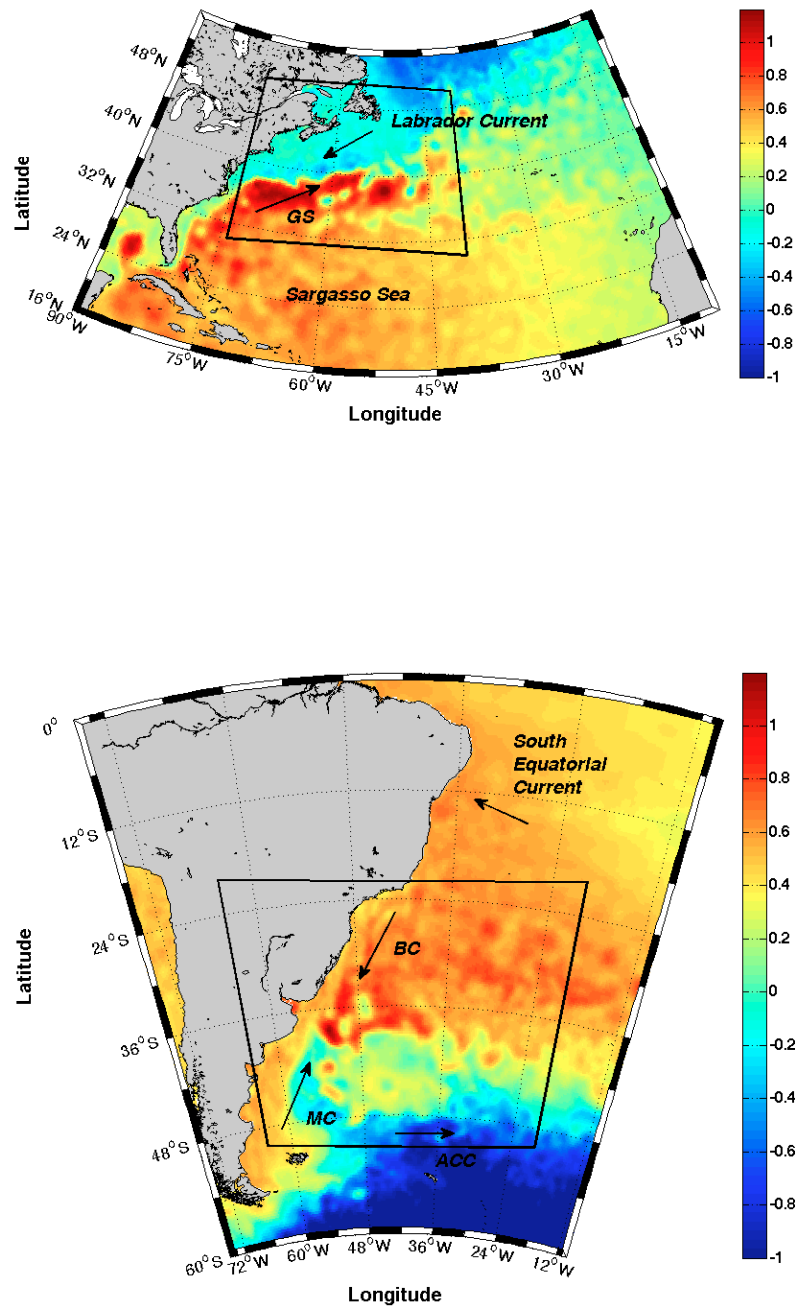 48°N
40°N
32°N
24°N
16°N
Latitude
Labrador Current
GS
Sargasso Sea
90°W
75°W
60°W
45°W
30°W
15°W
Longitude
1
0.8
0.6
0.4
0.2
0
-0.2
-0.4
-0.6
-0.8
-1
0°
12°S
24°S
36°S
48°S
60°S
Latitude
South
Equatorial
Current
BC
MC
ACC
72°W
60°W
48°W
36°W
24°W
12°W
Longitude
1
0.8
0.6
0.4
0.2
0
-0.2
-0.4
-0.6
-0.8
-1